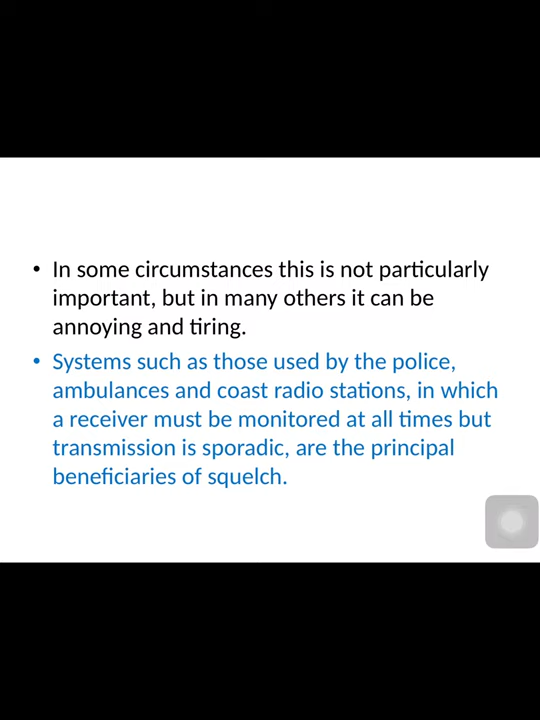 • In some circumstances this is not particularly
important, but in many others it can be
annoying and tiring.
• Systems such as those used by the police,
ambulances and coast radio stations, in which
a receiver must be monitored at all times but
transmission is sporadic, are the principal
beneficiaries of squelch.